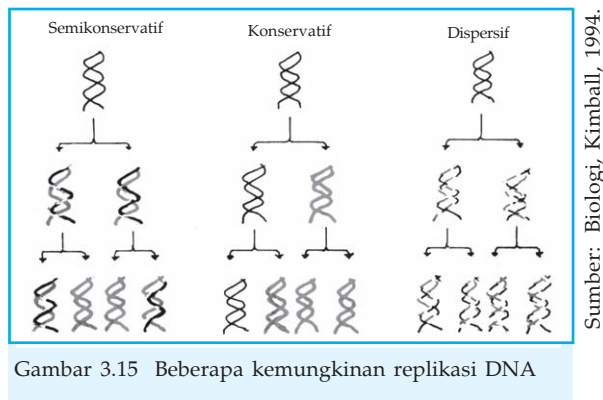 Semikonservatif Konservatif Dispersif
Sumber: Biologi, Kimball, 1994.
Gambar 3.15 Beberapa kemungkinan replikasi DNA